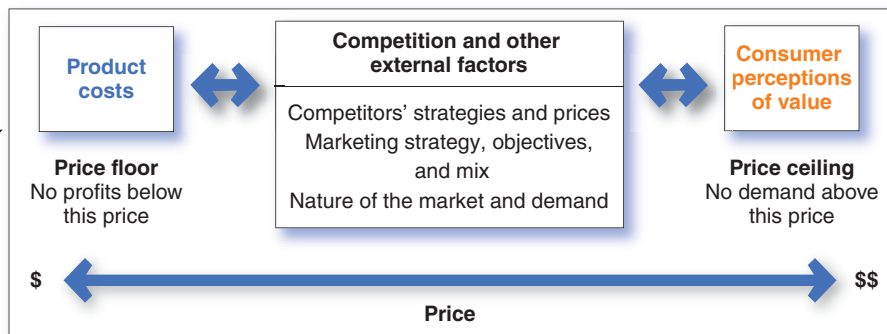 Product
costs
Price floor
No profits below
this price
Competition and other
external factors
Competitors’ strategies and prices
Marketing strategy, objectives,
and mix
Nature of the market and demand
Consumer
perceptions
of value
Price ceiling
No demand above
this price
$
$$
Price